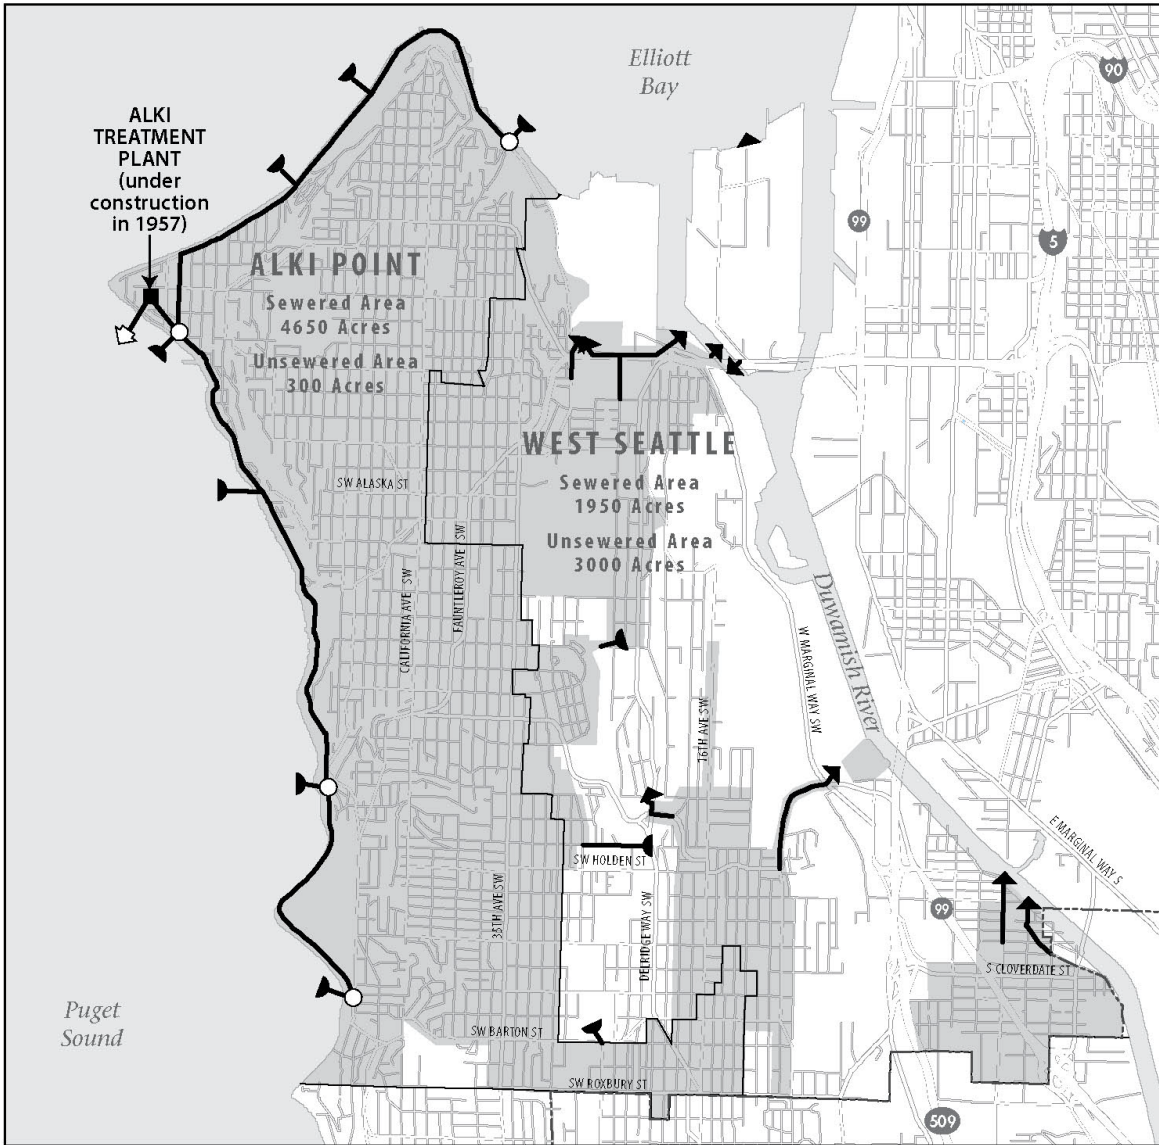 Elliott
Bay
90
ALKI
TREATMENT
PLANT
(under
construction
in 1957)
99
5
ALKI POINT
Sewered Area
4650 Acres
Unsewered Area
300 Acres
WEST SEATTLE
Sewered Area
1950 Acres
Unsewered Area
3000 Acres
SW ALASKA ST
CALIFORNIA AVE SW
FAUNTLEROY AVE SW
Duwamish River
W MARGINAL WAY SW
16TH AVE SW
E MARGINAL WAY S
SW HOLDEN ST
35TH AVE SW
DELRIDGE WAY SW
99
S CLOVERDATE ST
Puget
Sound
SW BARTON ST
SW ROXBURY ST
509